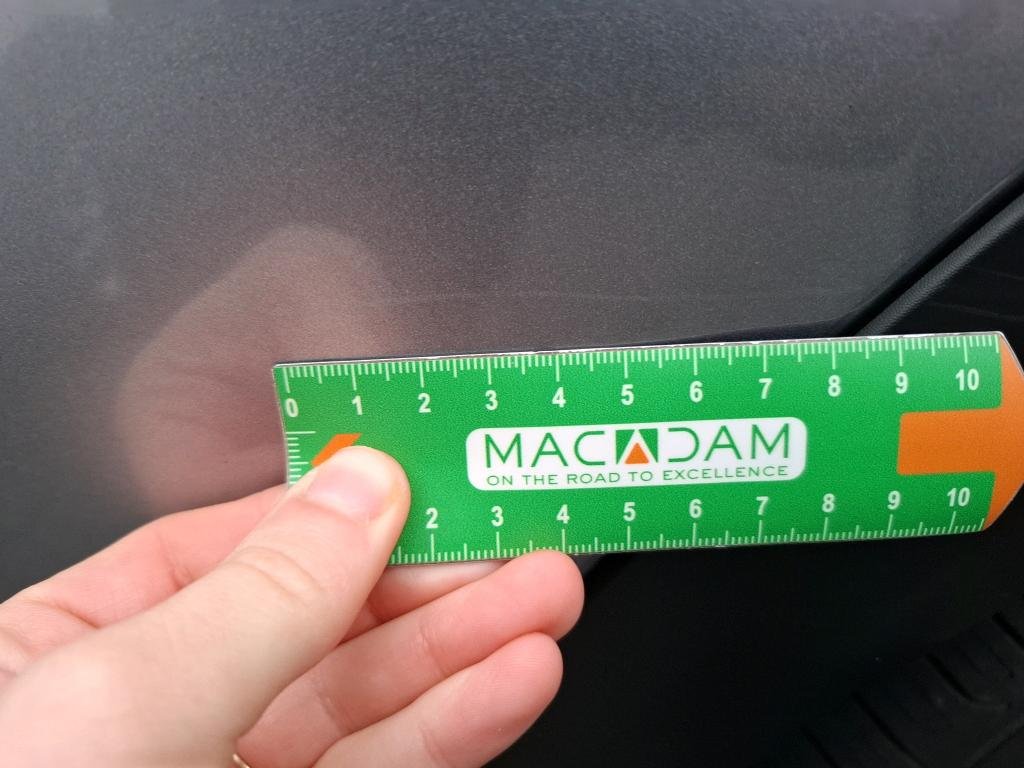 0 1 2 3 4 5 6 7 8 9 10
MACADAM
ON THE ROAD TO EXCELLENCE
2 3 4 5 6 7 8 9 10